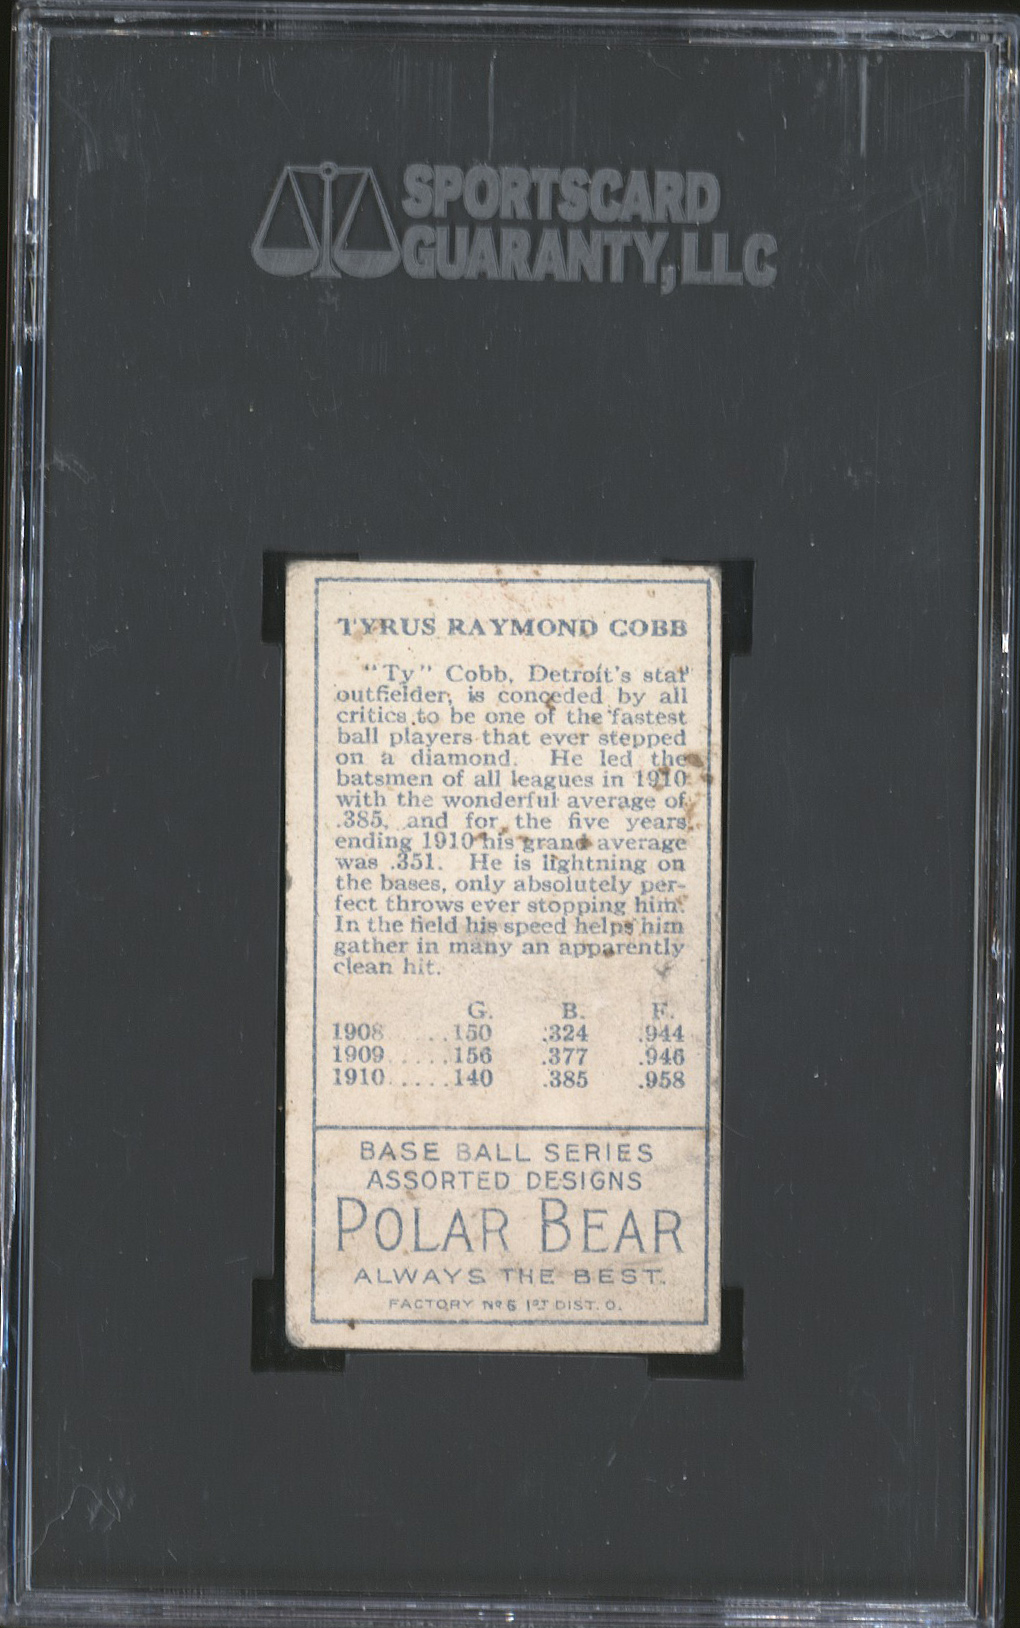 SPORTSCARD
GUARANTY, LLC
TYRUS RAYMOND COBB
"Ty" Cobb, Detroit's star
outfielder, is conceded by all
critics to be one of the fastest
ball players that ever stepped
on a diamond. He led the
batsmen of all leagues in 1910
with the wonderful average of
.385, and for the five years
ending 1910 his grand average
was .351. He is lightning on
the bases, only absolutely per-
fect throws ever stopping him.
In the field his speed helps him
gather in many an apparently
clean hit.
G. B. F.
1908 ....150 .324 .944
1909.....156 .377 .946
1910.....140 .385 .958
BASE BALL SERIES
ASSORTED DESIGNS
POLAR BEAR
ALWAYS THE BEST.
FACTORY Nº 6 1ST DIST. O.